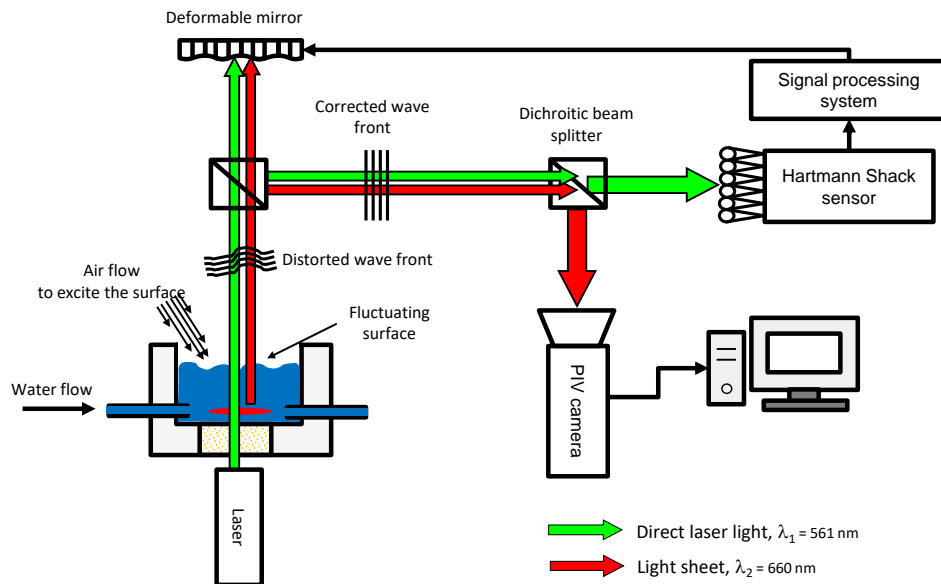 Deformable mirror
Signal processing
system
Corrected wave
front
Dichroitic beam
splitter
Hartmann Shack
sensor
Distorted wave front
Air flow
to excite the surface
Fluctuating
surface
Water flow
PIV camera
Laser
Direct laser light, λ₁ = 561 nm
Light sheet, λ₂ = 660 nm